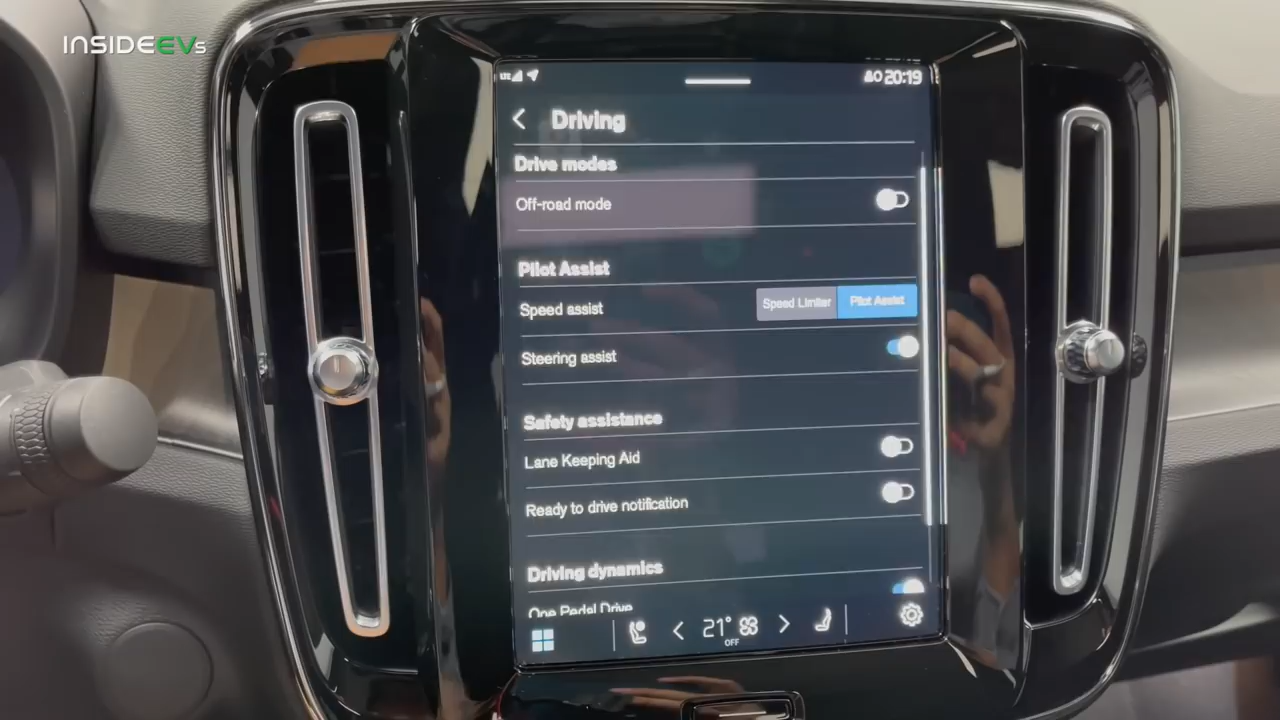 INSIDEEVs
LTE 20:19
Driving
Drive modes
Off-road mode
Pilot Assist
Speed assist Speed Limiter Pilot Assist
Steering assist
Safety assistance
Lane Keeping Aid
Ready to drive notification
Driving dynamics
One Pedal Drive
21°
OFF